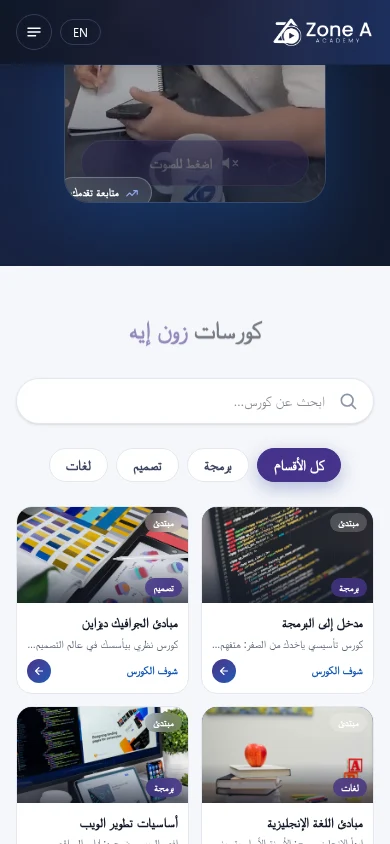 EN
Zone A
ACADEMY
اضغط للصوت
متابعة تقدمك
كورسات زون إيه
ابحث عن كورس...
كل الأقسام
برمجة
تصميم
لغات
مبتدئ
برمجة
مدخل إلى البرمجة
كورس تأسيسي ياخدك من الصفر: هتفهم...
شوف الكورس
مبتدئ
تصميم
مبادئ الجرافيك ديزاين
كورس نظري بيأسسك في عالم التصميم...
شوف الكورس
مبتدئ
لغات
مبادئ اللغة الإنجليزية
مبتدئ
برمجة
أساسيات تطوير الويب